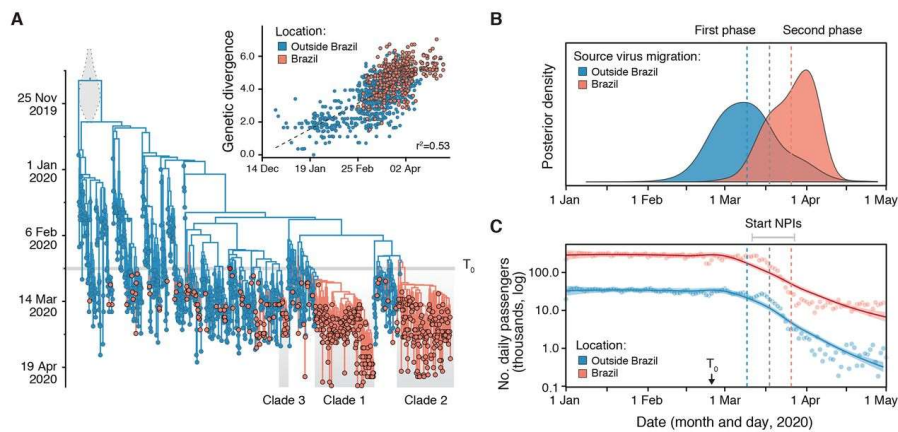 A
25 Nov
2019
1 Jan
2020
6 Feb
2020
14 Mar
2020
19 Apr
2020
T0
Clade 3
Clade 1
Clade 2
Genetic divergence
6.0
4.0
2.0
0.0
Location:
Outside Brazil
Brazil
r²=0.53
14 Dec
19 Jan
25 Feb
02 Apr
B
First phase
Second phase
Source virus migration:
Outside Brazil
Brazil
Posterior density
1 Jan
1 Feb
1 Mar
1 Apr
1 May
C
Start NPIs
No. daily passengers
(thousands, log)
100.0
10.0
1.0
0.1
Location:
Outside Brazil
Brazil
T0
1 Jan
1 Feb
1 Mar
1 Apr
1 May
Date (month and day, 2020)